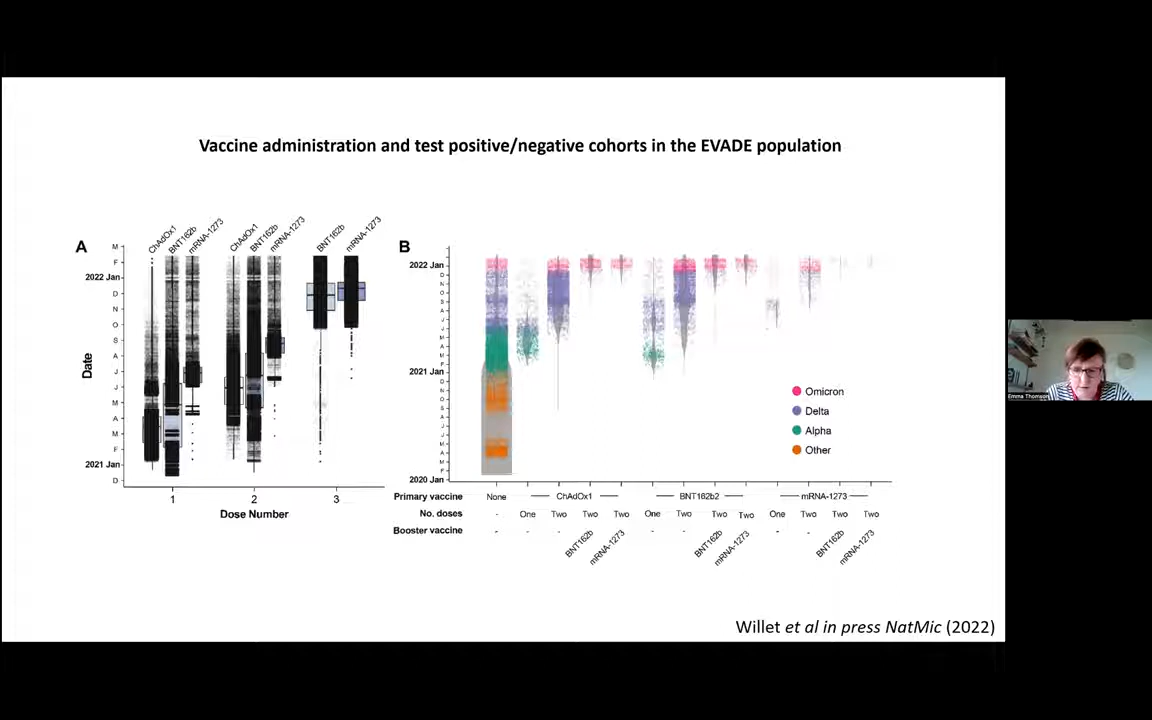 Vaccine administration and test positive/negative cohorts in the EVADE population
A
ChAdOx1
BNT162b
mRNA-1273
ChAdOx1
BNT162b
mRNA-1273
BNT162b
mRNA-1273
M
F
2022 Jan
D
N
O
S
A
J
J
M
A
M
F
2021 Jan
D
Date
1
2
3
Dose Number
B
2022 Jan
D
N
O
S
A
J
J
M
A
M
F
2021 Jan
D
N
O
S
A
J
J
M
A
M
F
2020 Jan
Omicron
Delta
Alpha
Other
Primary vaccine None ChAdOx1 BNT162b2 mRNA-1273
No. doses - One Two Two Two One Two Two Two One Two Two Two
Booster vaccine - - - BNT162b mRNA-1273 - - BNT162b mRNA-1273 - - BNT162b mRNA-1273
Willet et al in press NatMic (2022)
Emma Thomson